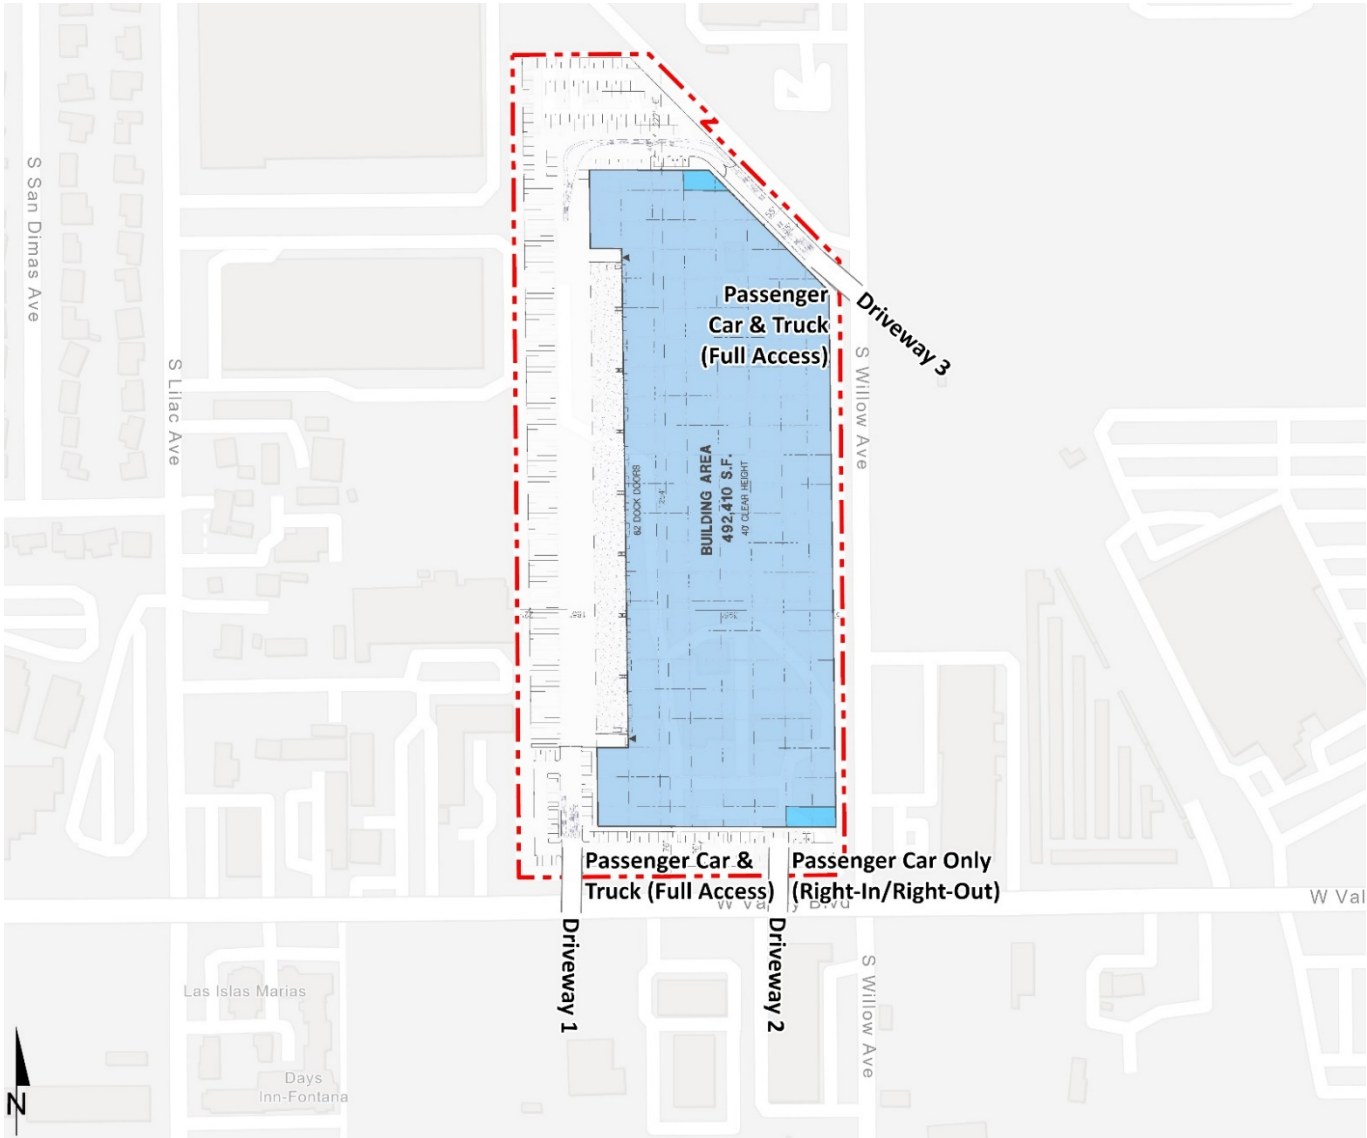 S San Dimas Ave
S Lilac Ave
Passenger
Car & Truck
(Full Access)
Driveway 3
S Willow Ave
62 DOCK DOORS
BUILDING AREA
492,410 S.F.
40' CLEAR HEIGHT
Passenger Car &
Truck (Full Access)
Passenger Car Only
(Right-In/Right-Out)
W Val
Driveway 1
Driveway 2
S Willow Ave
Las Islas Marias
Days
Inn-Fontana
N